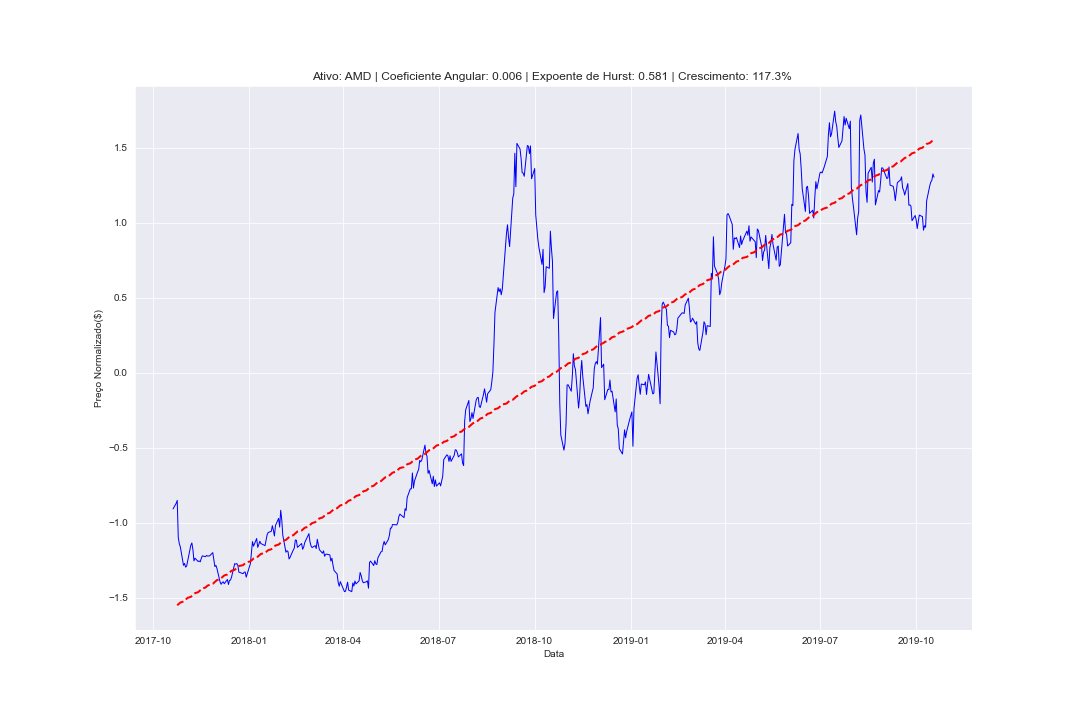 Ativo: AMD | Coeficiente Angular: 0.006 | Expoente de Hurst: 0.581 | Crescimento: 117.3%
Preço Normalizado($)
1.5
1.0
0.5
0.0
−0.5
−1.0
−1.5
2017-10 2018-01 2018-04 2018-07 2018-10 2019-01 2019-04 2019-07 2019-10
Data